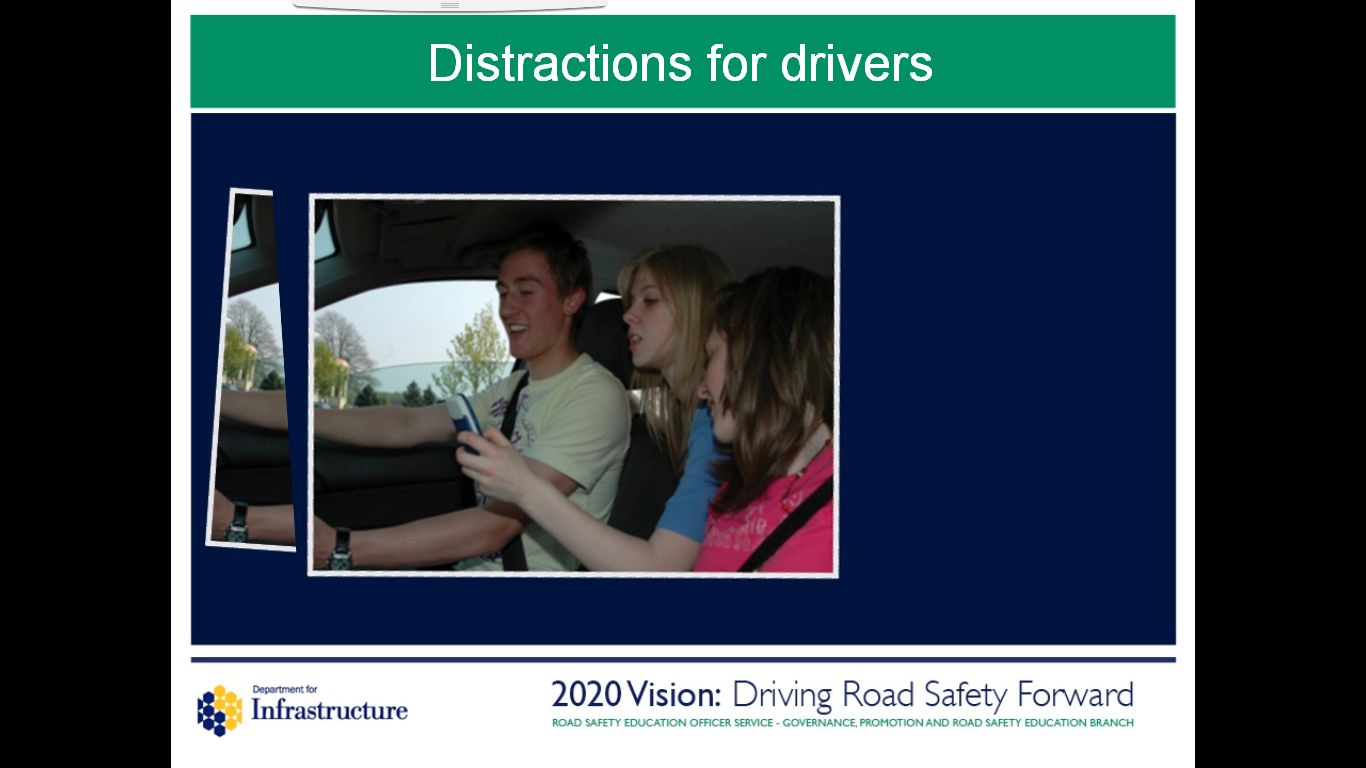 Distractions for drivers
Department for
Infrastructure
2020 Vision: Driving Road Safety Forward
ROAD SAFETY EDUCATION OFFICER SERVICE - GOVERNANCE, PROMOTION AND ROAD SAFETY EDUCATION BRANCH